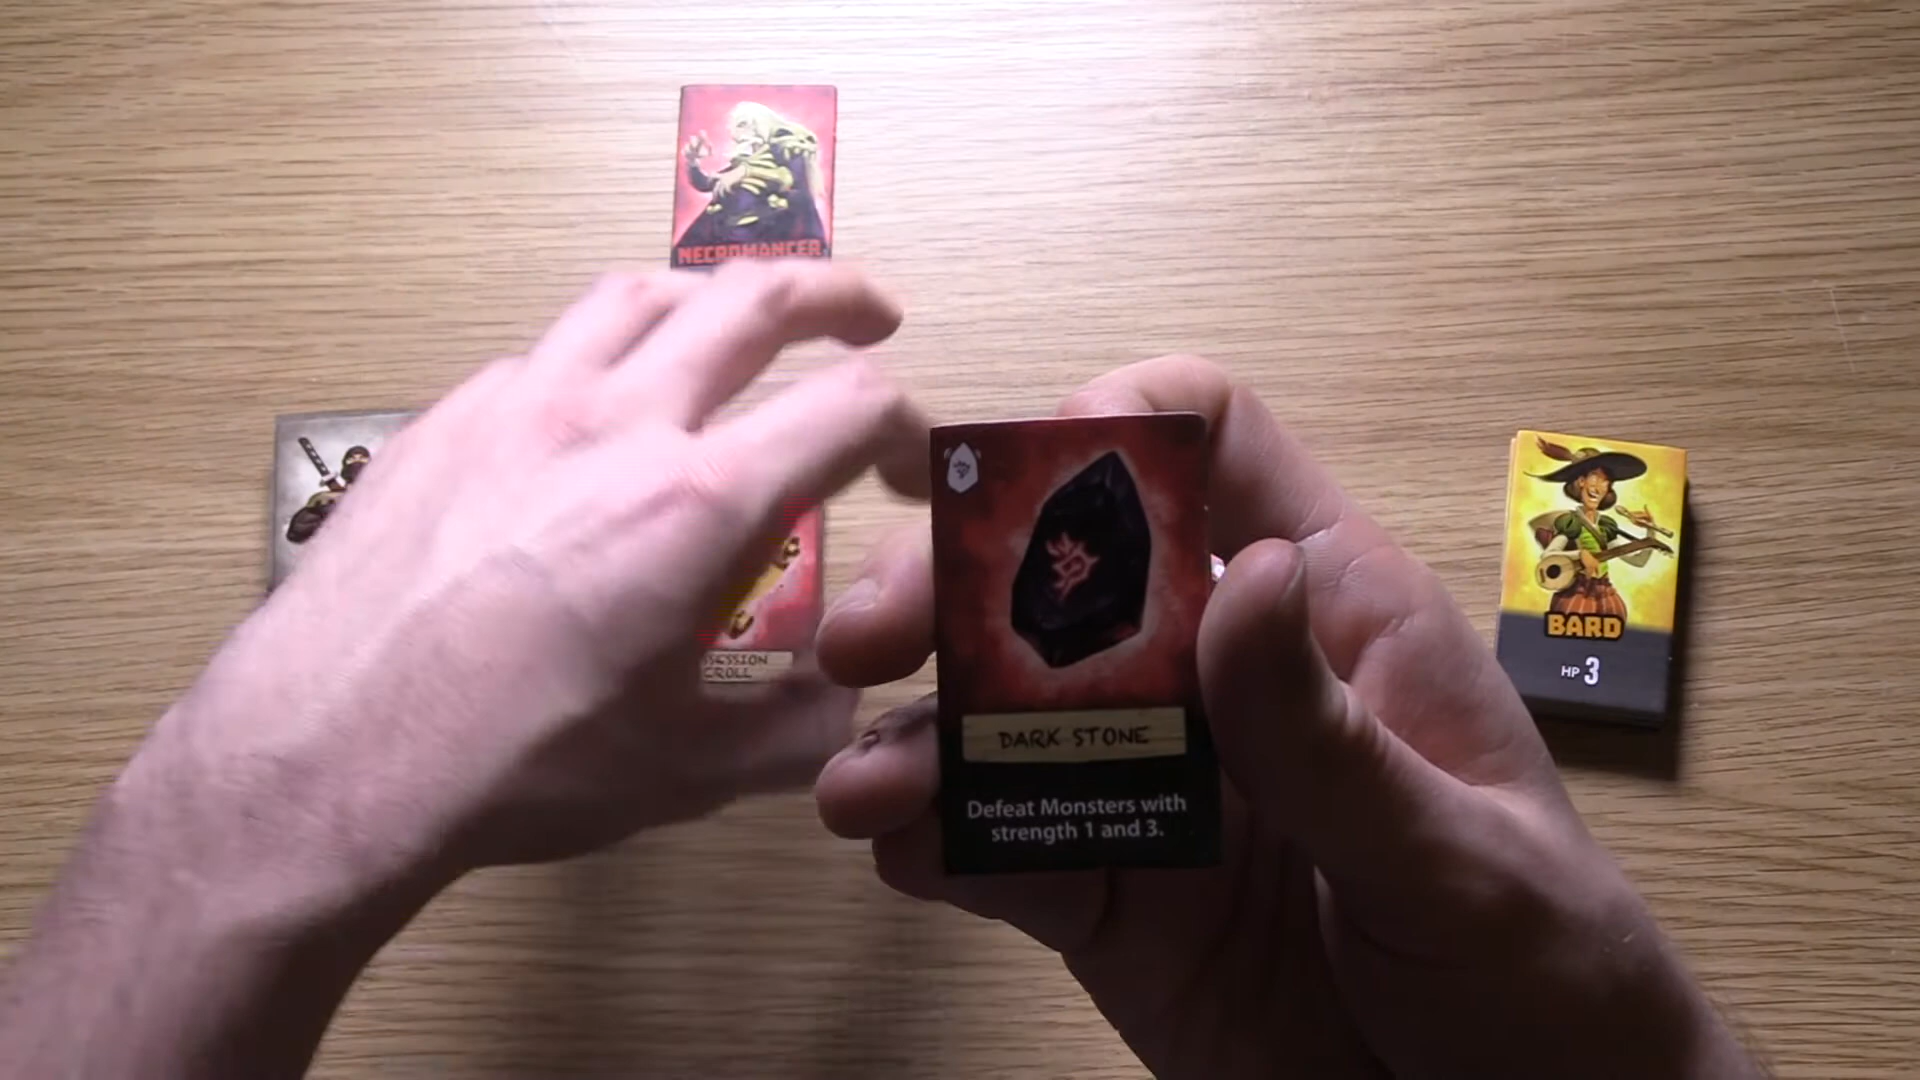 NECROMANCER
DARK STONE
Defeat Monsters with
strength 1 and 3.
BARD
HP 3